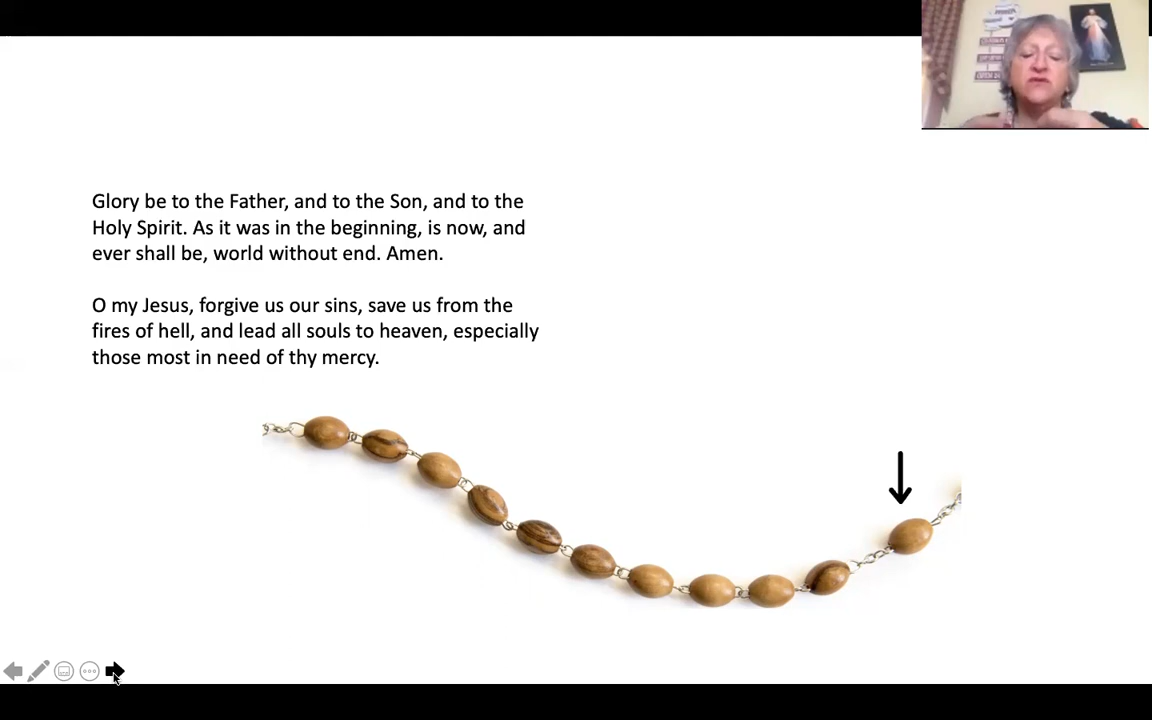 Glory be to the Father, and to the Son, and to the
Holy Spirit. As it was in the beginning, is now, and
ever shall be, world without end. Amen.
O my Jesus, forgive us our sins, save us from the
fires of hell, and lead all souls to heaven, especially
those most in need of thy mercy.